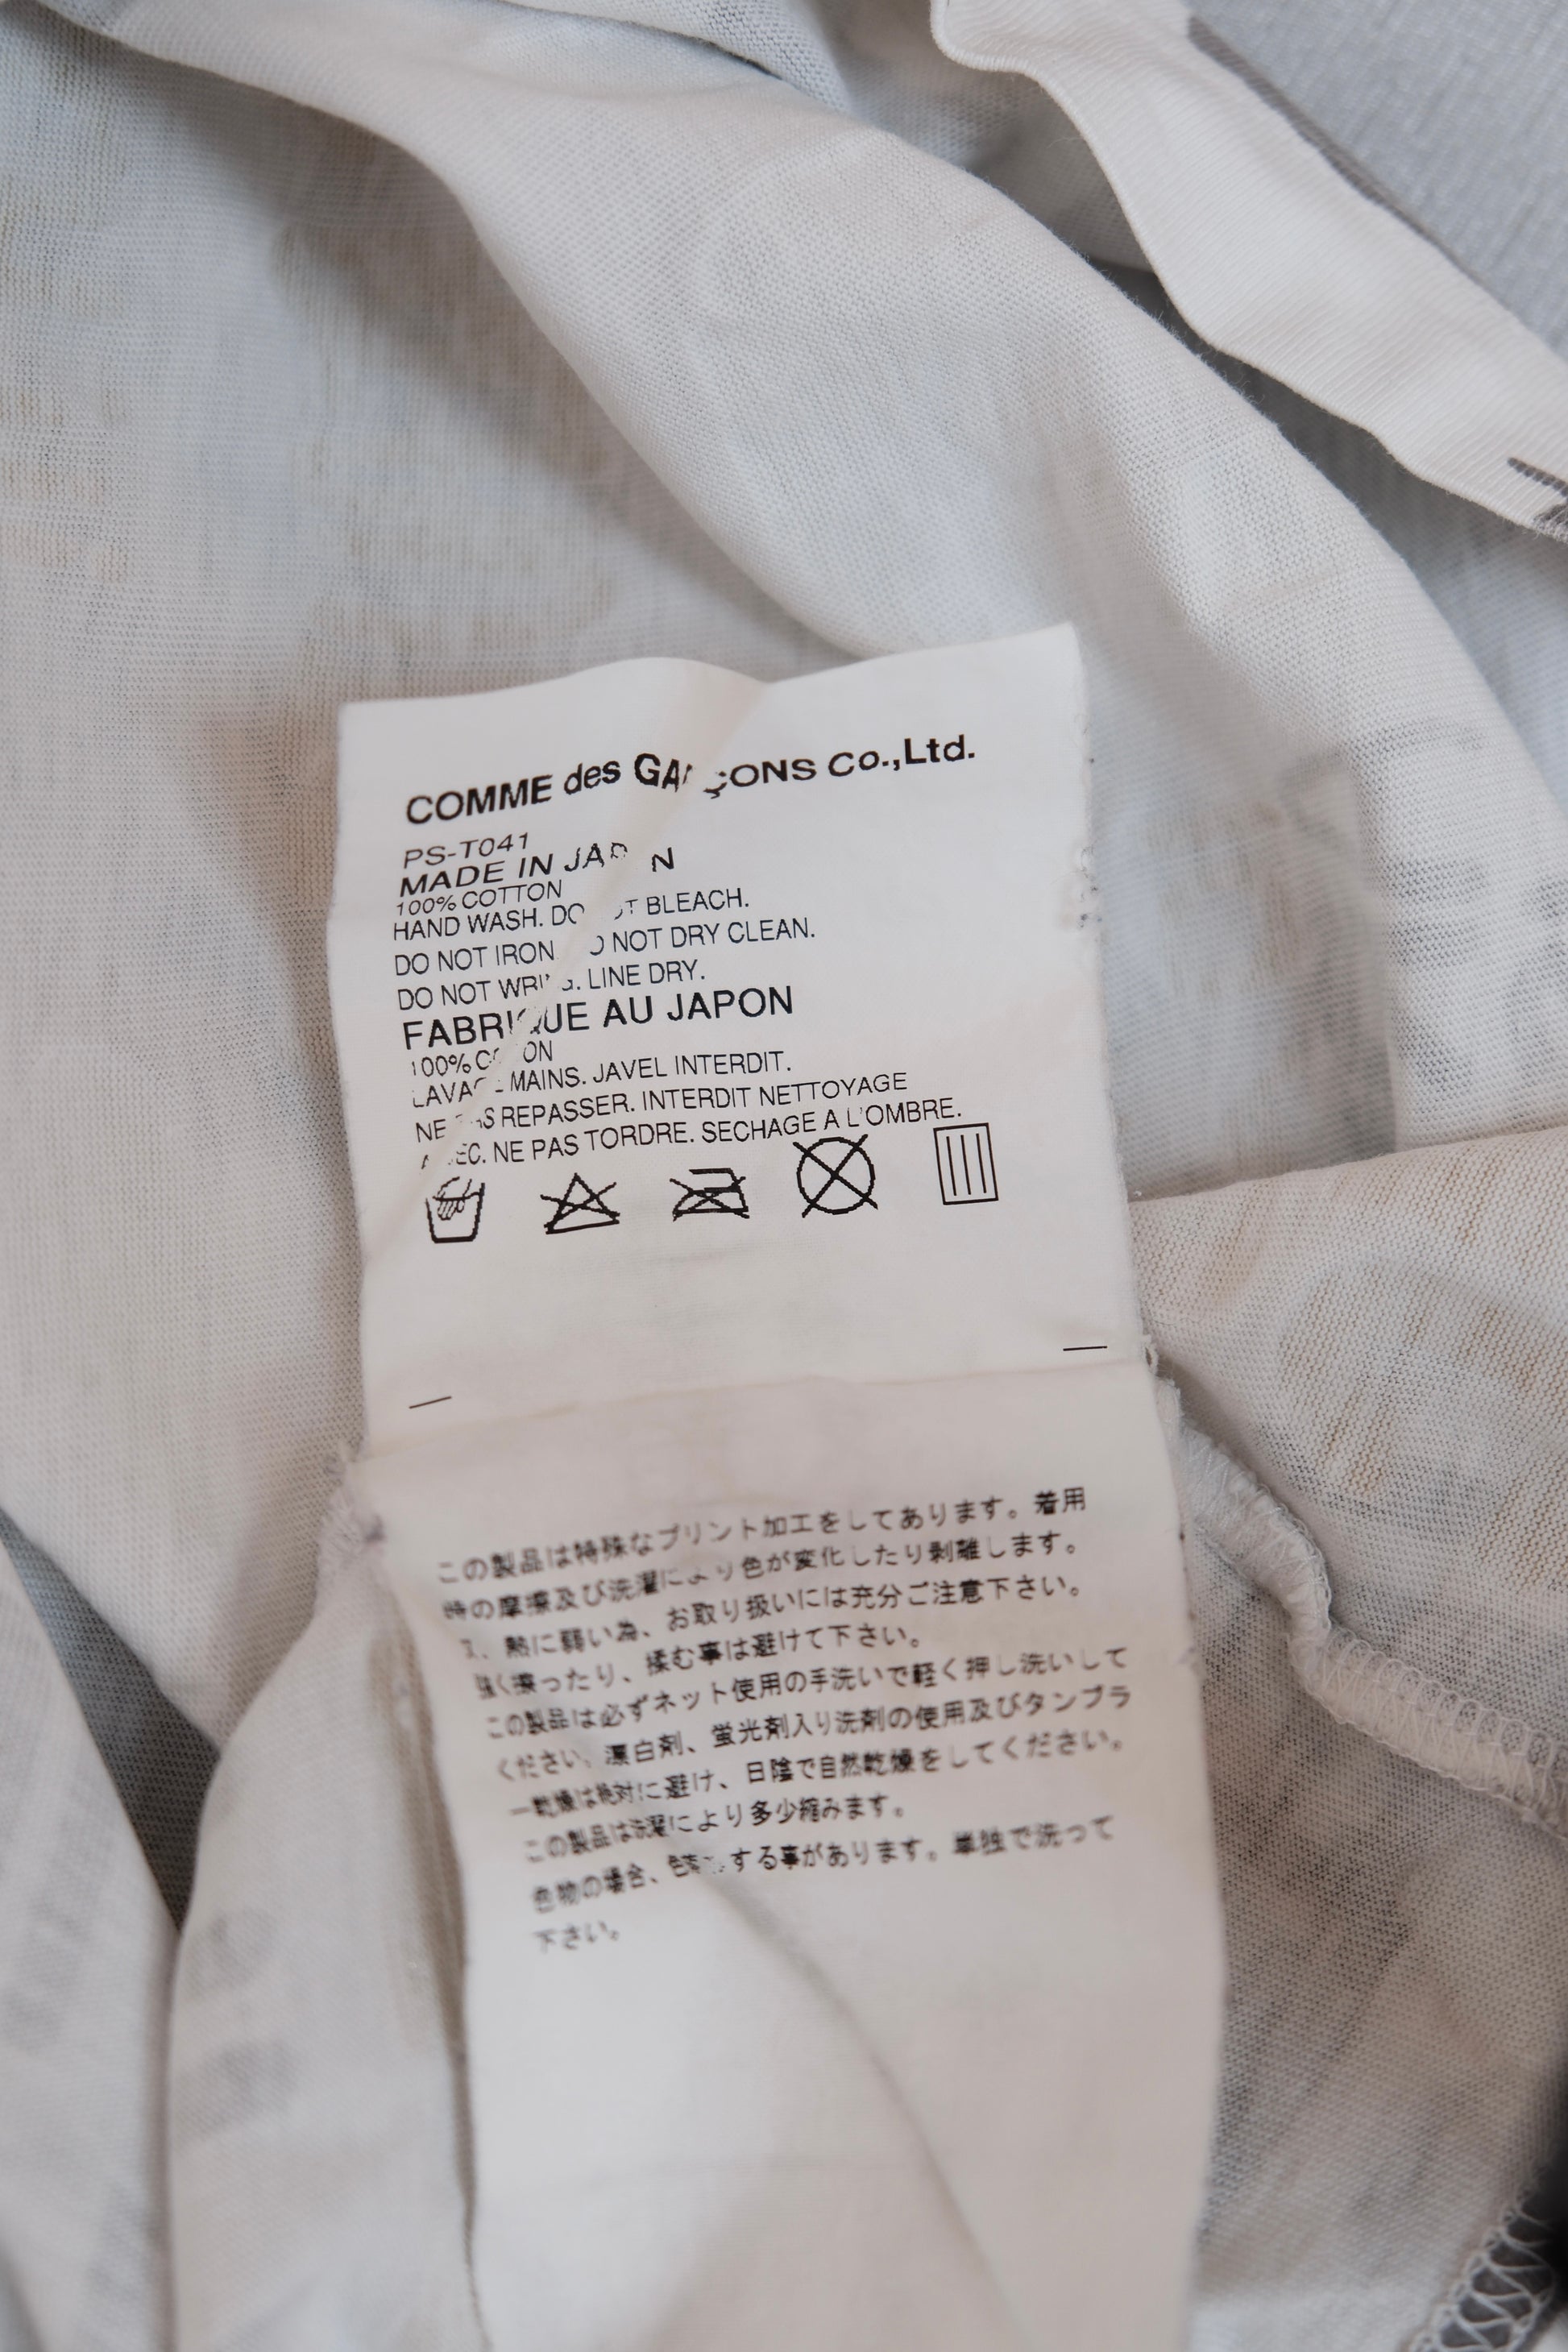 COMME des GARÇONS Co.,Ltd.
PS-T041
MADE IN JAPAN
100% COTTON
HAND WASH. DO NOT BLEACH.
DO NOT IRON. DO NOT DRY CLEAN.
DO NOT WRING. LINE DRY.
FABRIQUE AU JAPON
100% COTON
LAVAGE MAINS. JAVEL INTERDIT.
NE PAS REPASSER. INTERDIT NETTOYAGE
A SEC. NE PAS TORDRE. SECHAGE A L'OMBRE.
この製品は特殊なプリント加工をしてあります。着用
時の摩擦及び洗濯により色が変化したり剥離します。
又、熱に弱い為、お取り扱いには充分ご注意下さい。
強く擦ったり、揉む事は避けて下さい。
この製品は必ずネット使用の手洗いで軽く押し洗いして
ください。漂白剤、蛍光剤入り洗剤の使用及びタンブラ
ー乾燥は絶対に避け、日陰で自然乾燥をしてください。
この製品は洗濯により多少縮みます。
色物の場合、する事があります。単独で洗って
下さい。